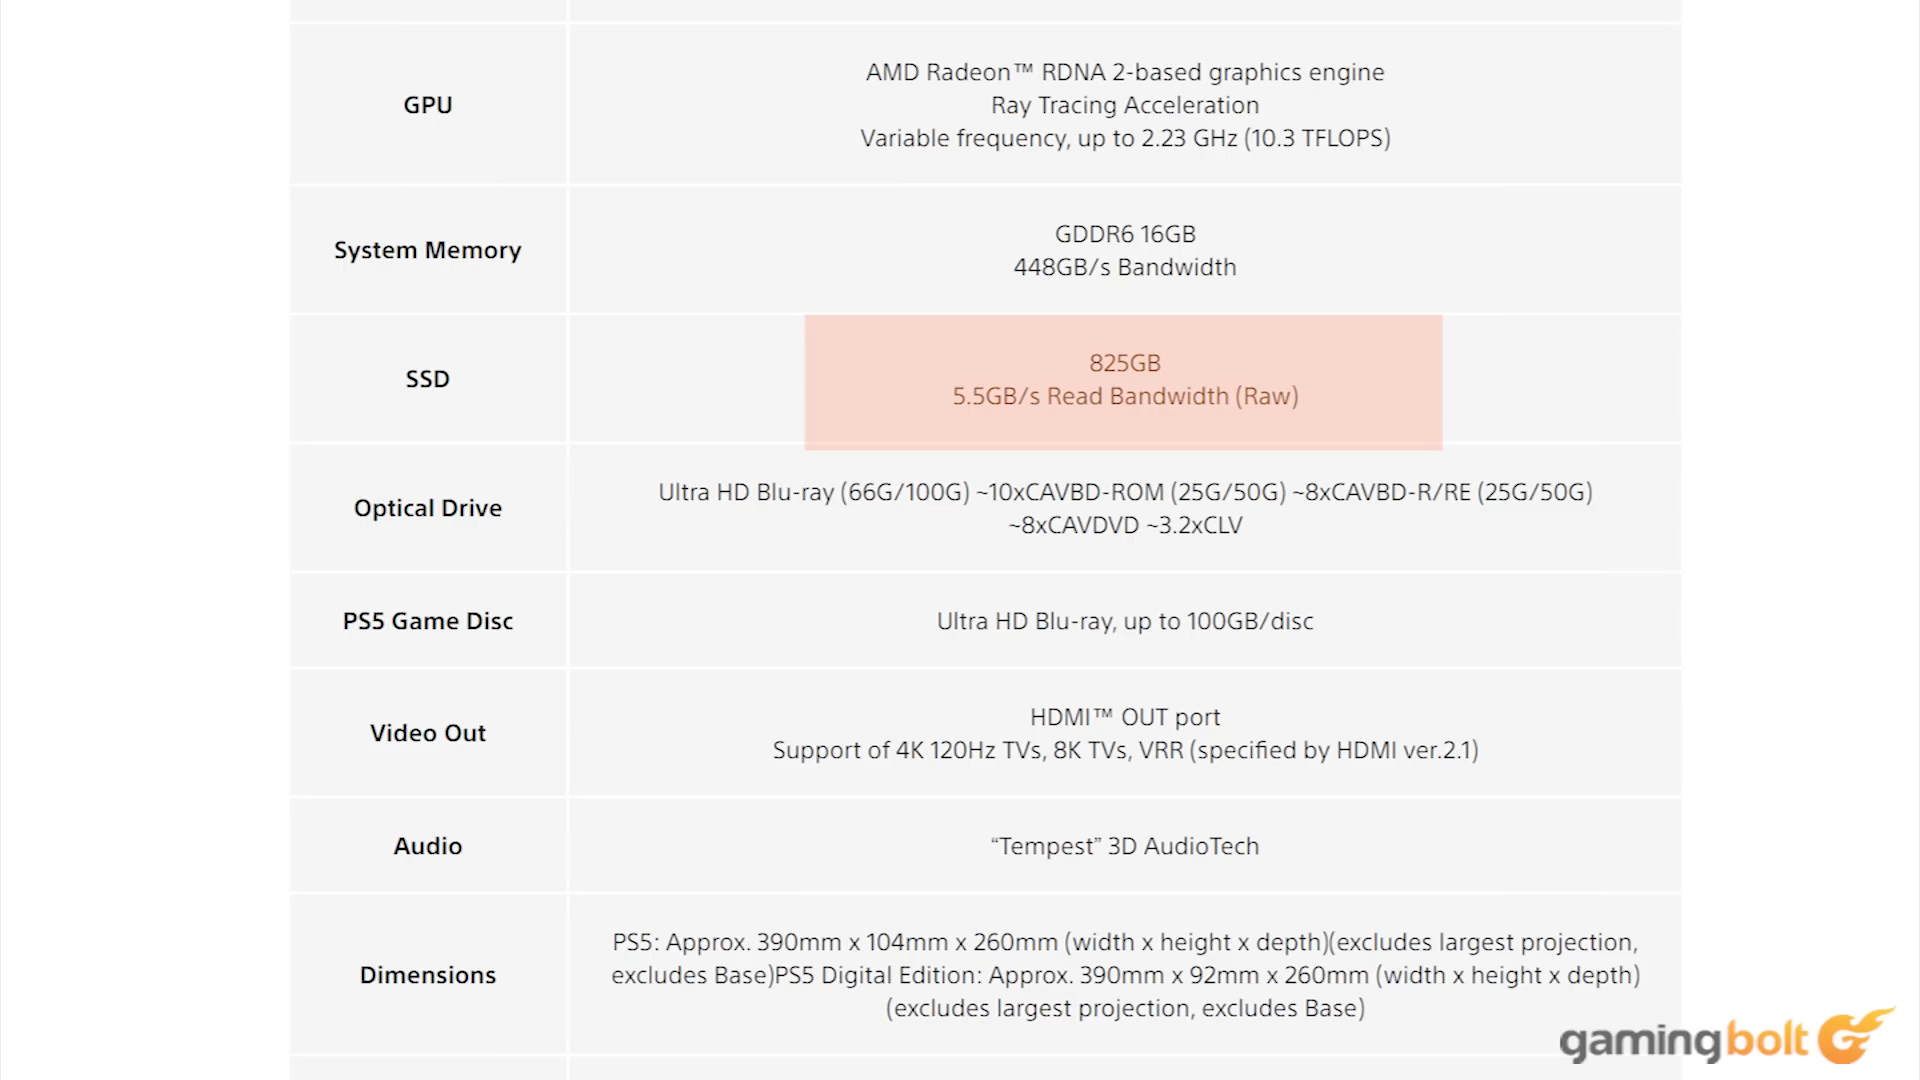 GPU
AMD Radeon™ RDNA 2-based graphics engine
Ray Tracing Acceleration
Variable frequency, up to 2.23 GHz (10.3 TFLOPS)
System Memory
GDDR6 16GB
448GB/s Bandwidth
SSD
825GB
5.5GB/s Read Bandwidth (Raw)
Optical Drive
Ultra HD Blu-ray (66G/100G) ~10xCAVBD-ROM (25G/50G) ~8xCAVBD-R/RE (25G/50G)
~8xCAVDVD ~3.2xCLV
PS5 Game Disc
Ultra HD Blu-ray, up to 100GB/disc
Video Out
HDMI™ OUT port
Support of 4K 120Hz TVs, 8K TVs, VRR (specified by HDMI ver.2.1)
Audio
“Tempest” 3D AudioTech
Dimensions
PS5: Approx. 390mm x 104mm x 260mm (width x height x depth)(excludes largest projection,
excludes Base)PS5 Digital Edition: Approx. 390mm x 92mm x 260mm (width x height x depth)
(excludes largest projection, excludes Base)
gamingbolt